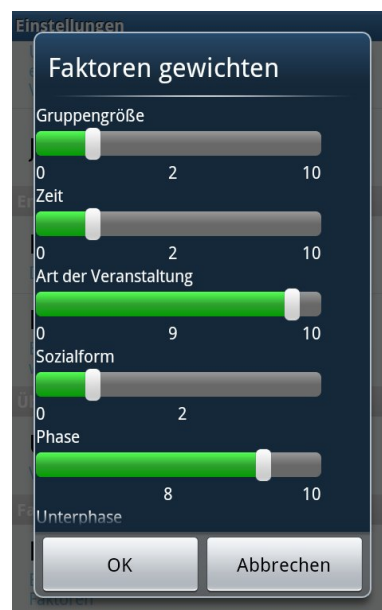 Einstellungen
Faktoren gewichten
Gruppengröße
0 2 10
Zeit
0 2 10
Art der Veranstaltung
0 9 10
Sozialform
0 2
Phase
8 10
Unterphase
OK Abbrechen
Faktoren